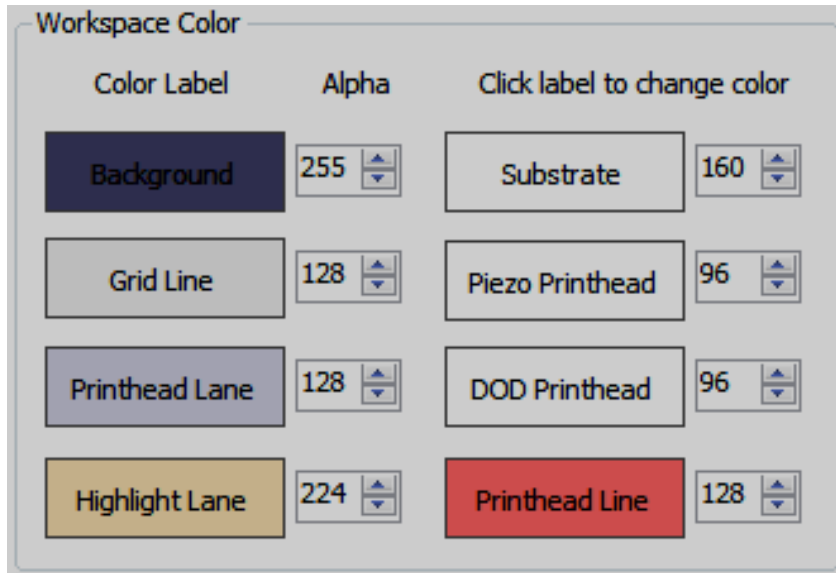 Workspace Color
Color Label Alpha Click label to change color
Background 255 Substrate 160
Grid Line 128 Piezo Printhead 96
Printhead Lane 128 DOD Printhead 96
Highlight Lane 224 Printhead Line 128